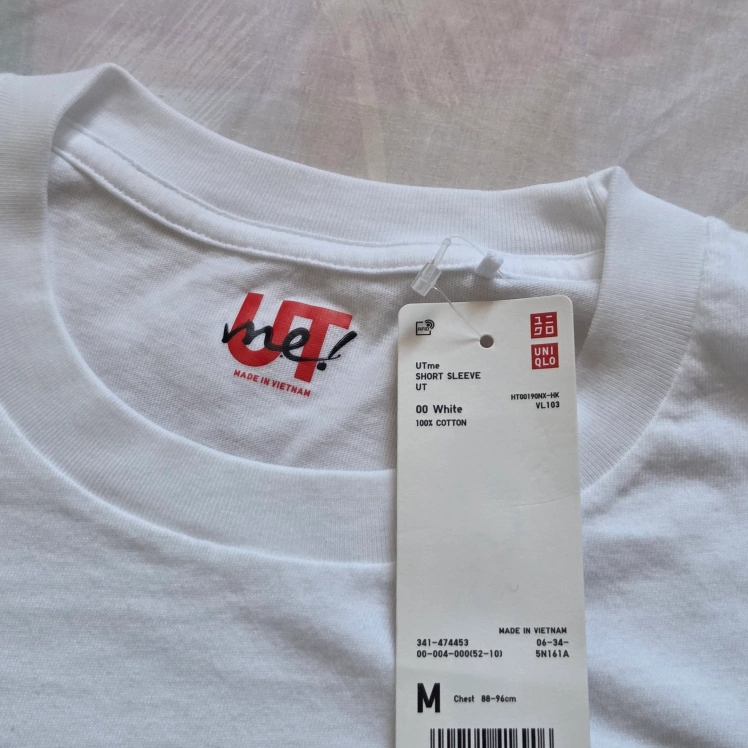 UT
me!
MADE IN VIETNAM
RFID
ユニ
クロ
UNI
QLO
UTme
SHORT SLEEVE
UT
HT00190NX-HK
00 White
VL103
100% COTTON
MADE IN VIETNAM
341-474453 06-34-
00-004-000(52-10) 5N161A
M Chest 88-96cm